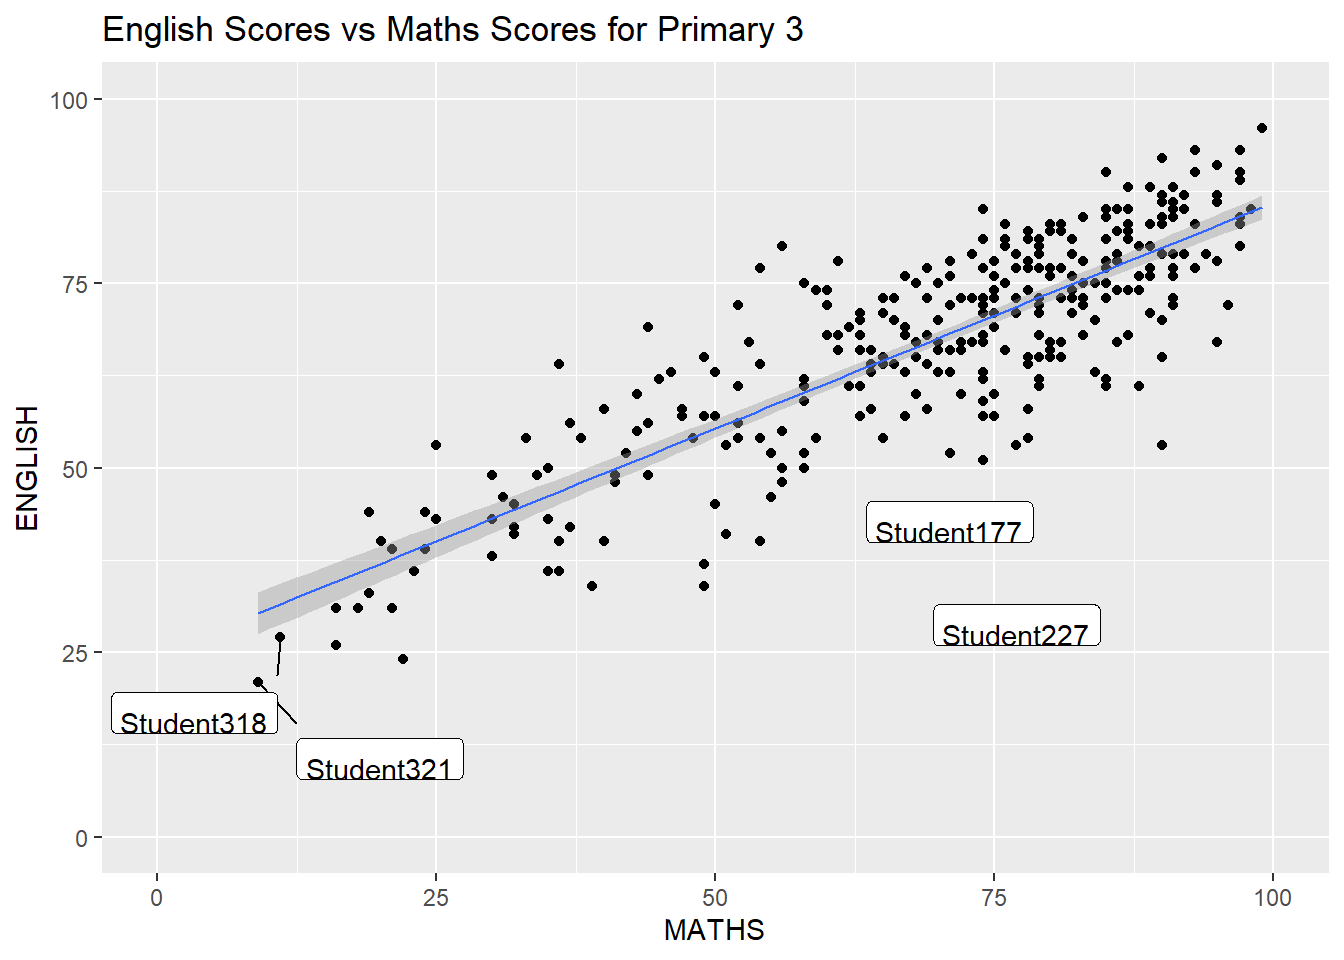 English Scores vs Maths Scores for Primary 3
100
75
50
25
0
ENGLISH
Student177
Student227
Student318
Student321
0
25
50
75
100
MATHS